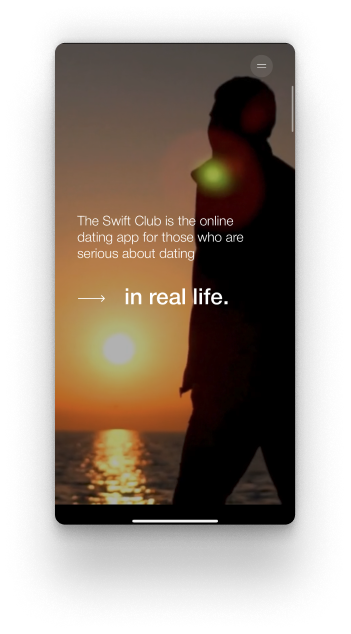 The Swift Club is the online
dating app for those who are
serious about dating
in real life.